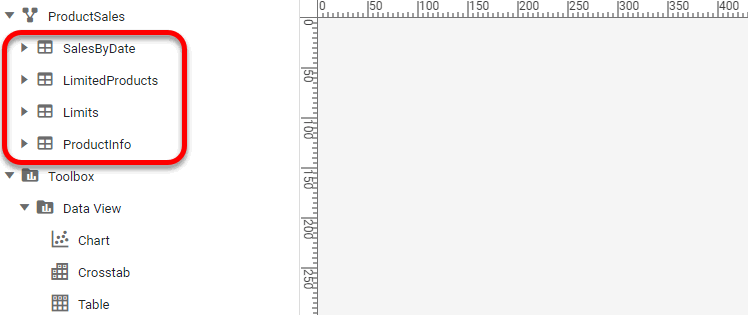 ProductSales
SalesByDate
LimitedProducts
Limits
ProductInfo
Toolbox
Data View
Chart
Crosstab
Table
0 50 100 150 200 250 300 350 400
0
50
100
150
200
250